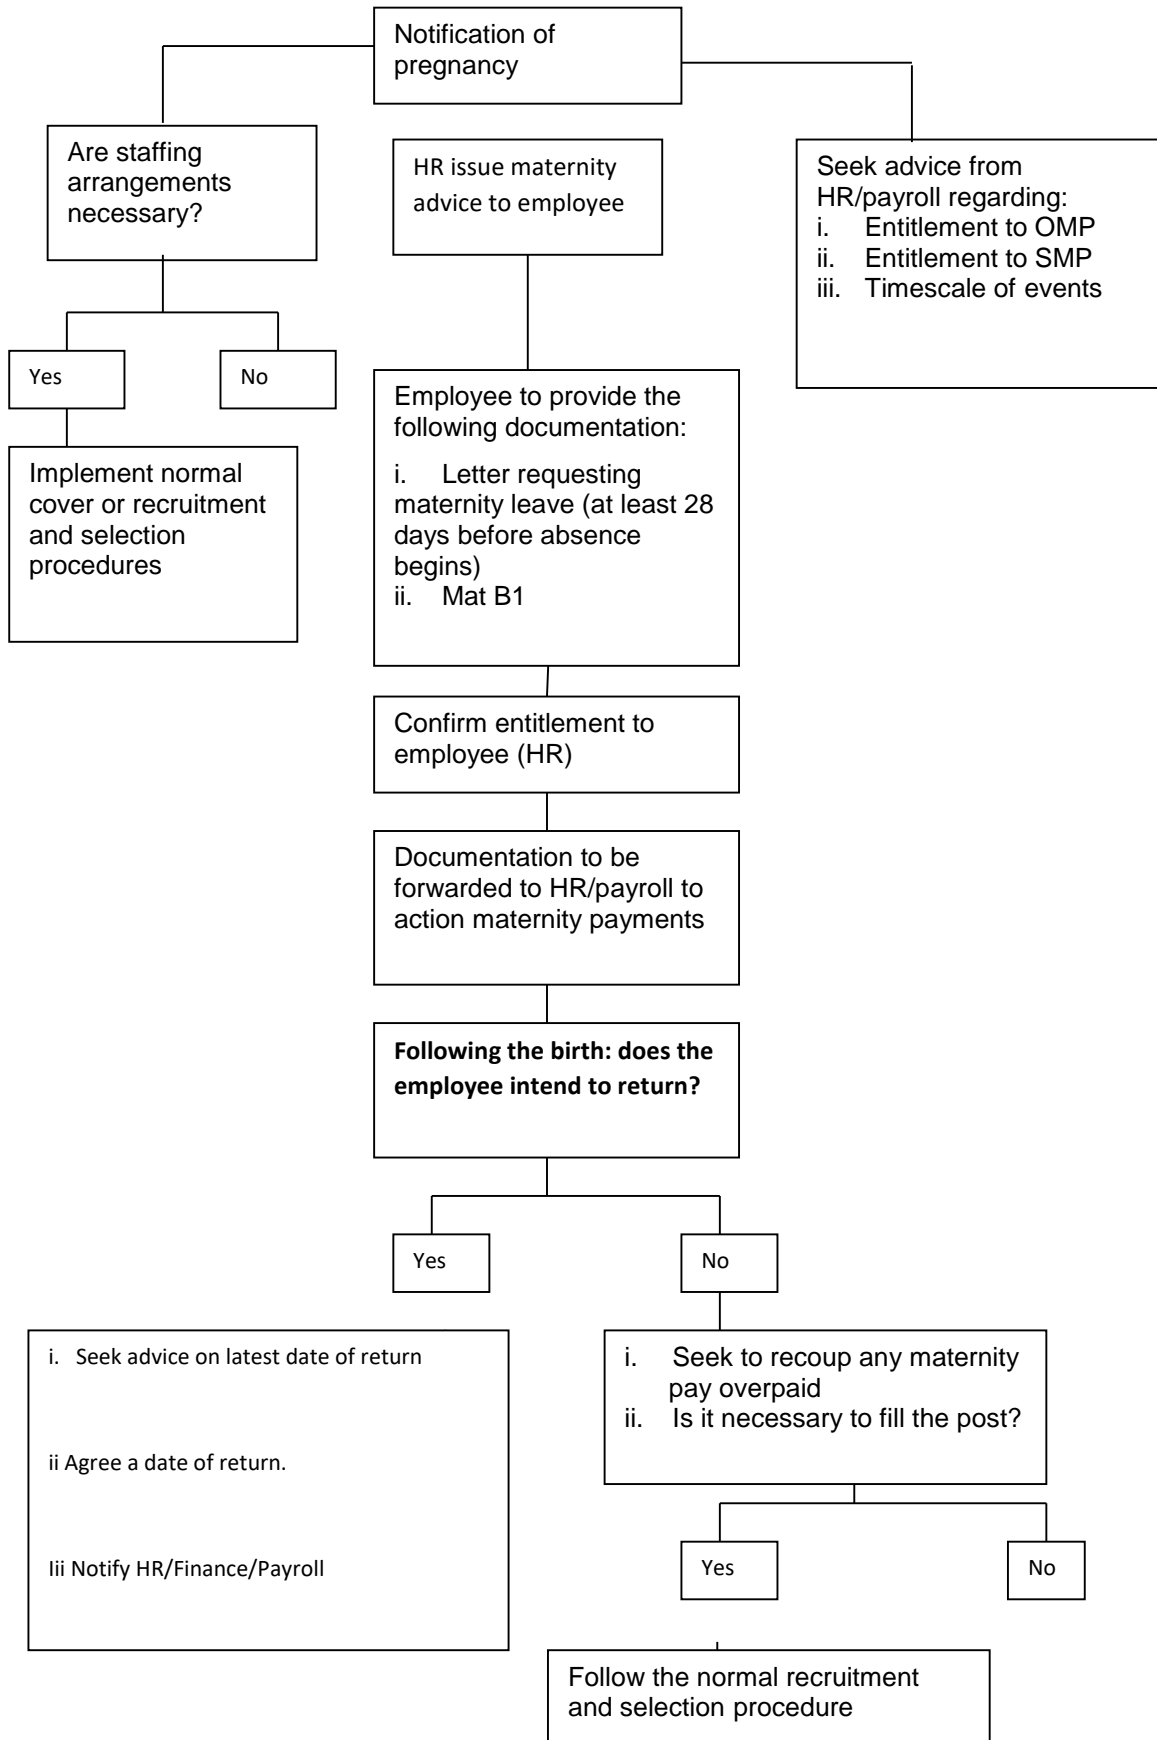 Notification of
pregnancy
Are staffing
arrangements
necessary?
HR issue maternity
advice to employee
Seek advice from
HR/payroll regarding:
i. Entitlement to OMP
ii. Entitlement to SMP
iii. Timescale of events
Yes
No
Implement normal
cover or recruitment
and selection
procedures
Employee to provide the
following documentation:
i. Letter requesting
maternity leave (at least 28
days before absence
begins)
ii. Mat B1
Confirm entitlement to
employee (HR)
Documentation to be
forwarded to HR/payroll to
action maternity payments
Following the birth: does the
employee intend to return?
Yes
No
i. Seek advice on latest date of return
ii Agree a date of return.
Iii Notify HR/Finance/Payroll
i. Seek to recoup any maternity
pay overpaid
ii. Is it necessary to fill the post?
Yes
No
Follow the normal recruitment
and selection procedure